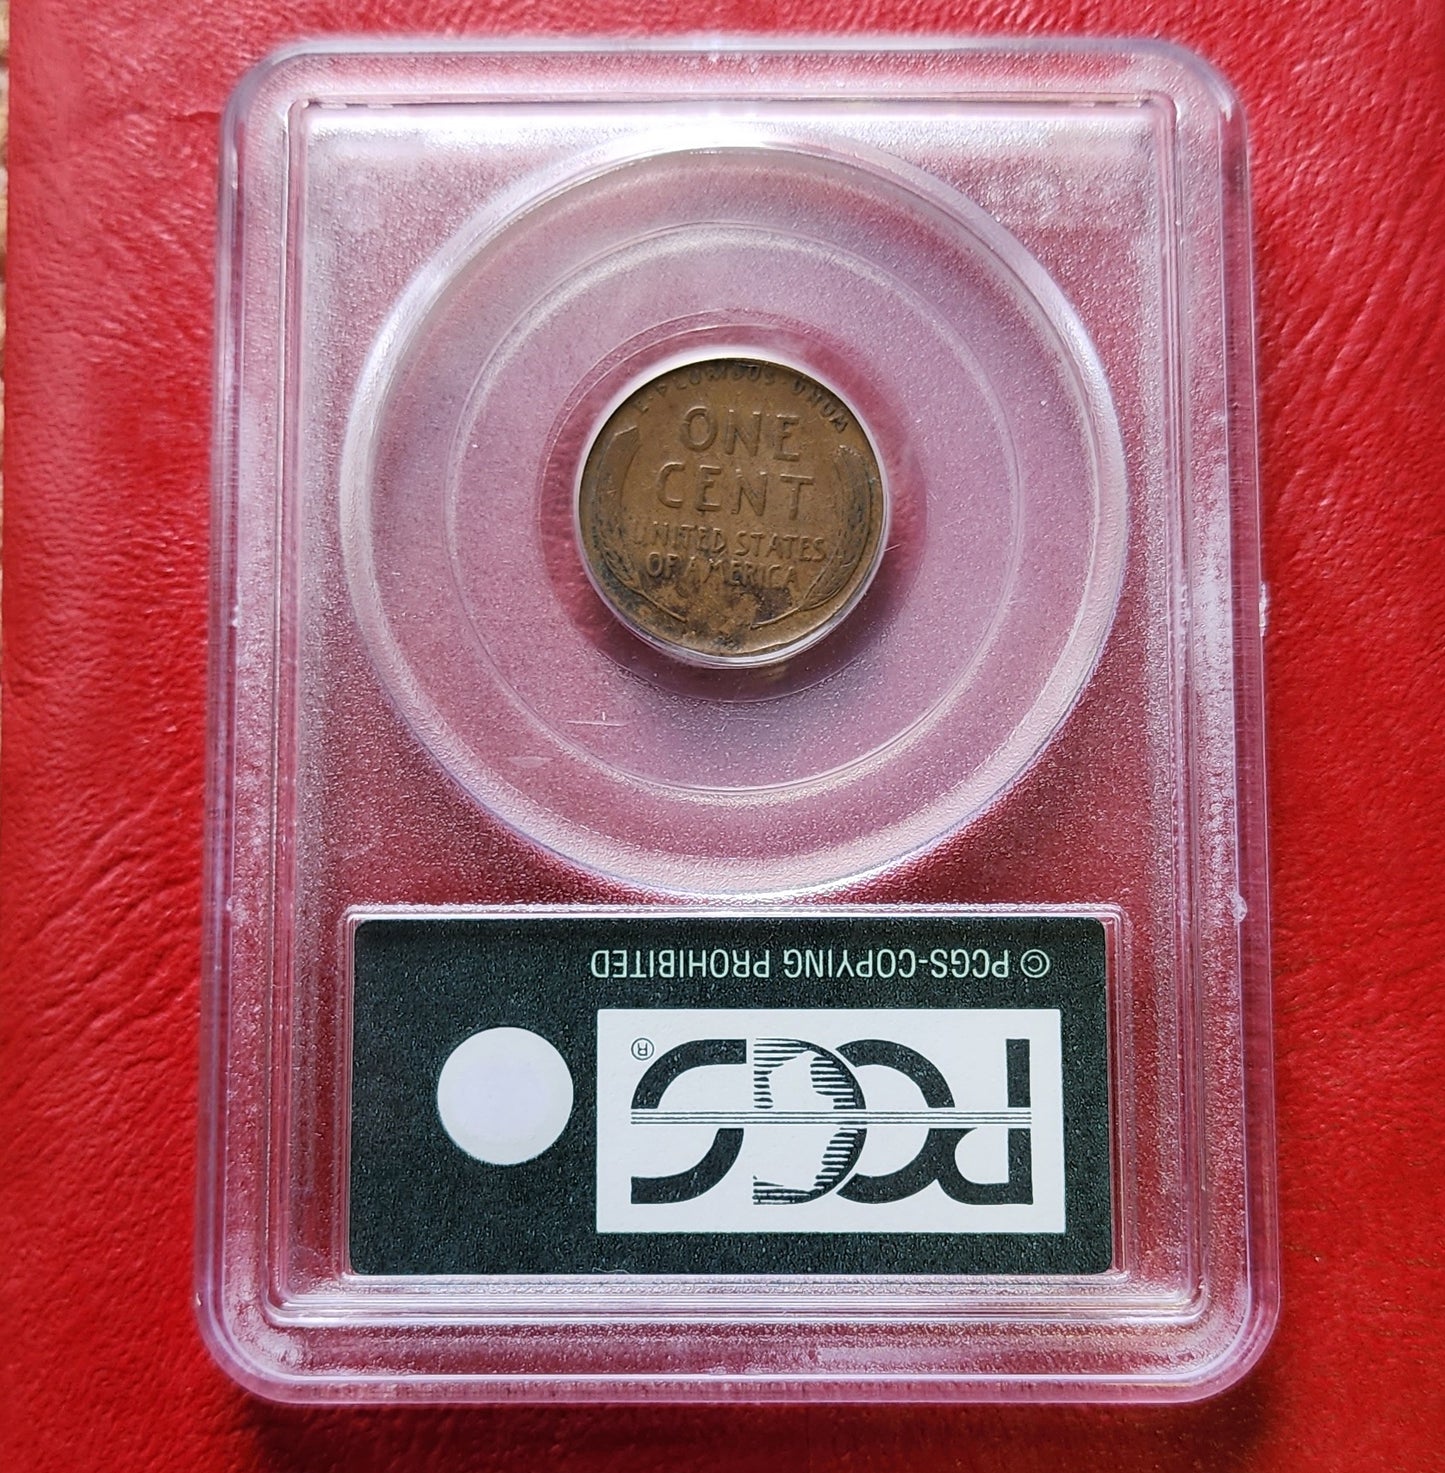 E·PLURIBUS·UNUM
ONE
CENT
UNITED STATES
OF AMERICA
© PCGS-COPYING PROHIBITED
PCGS®